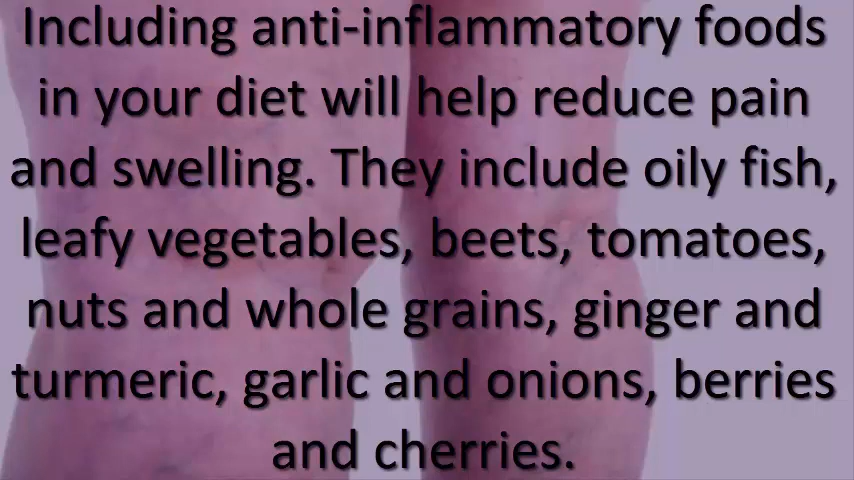 Including anti-inflammatory foods
in your diet will help reduce pain
and swelling. They include oily fish,
leafy vegetables, beets, tomatoes,
nuts and whole grains, ginger and
turmeric, garlic and onions, berries
and cherries.